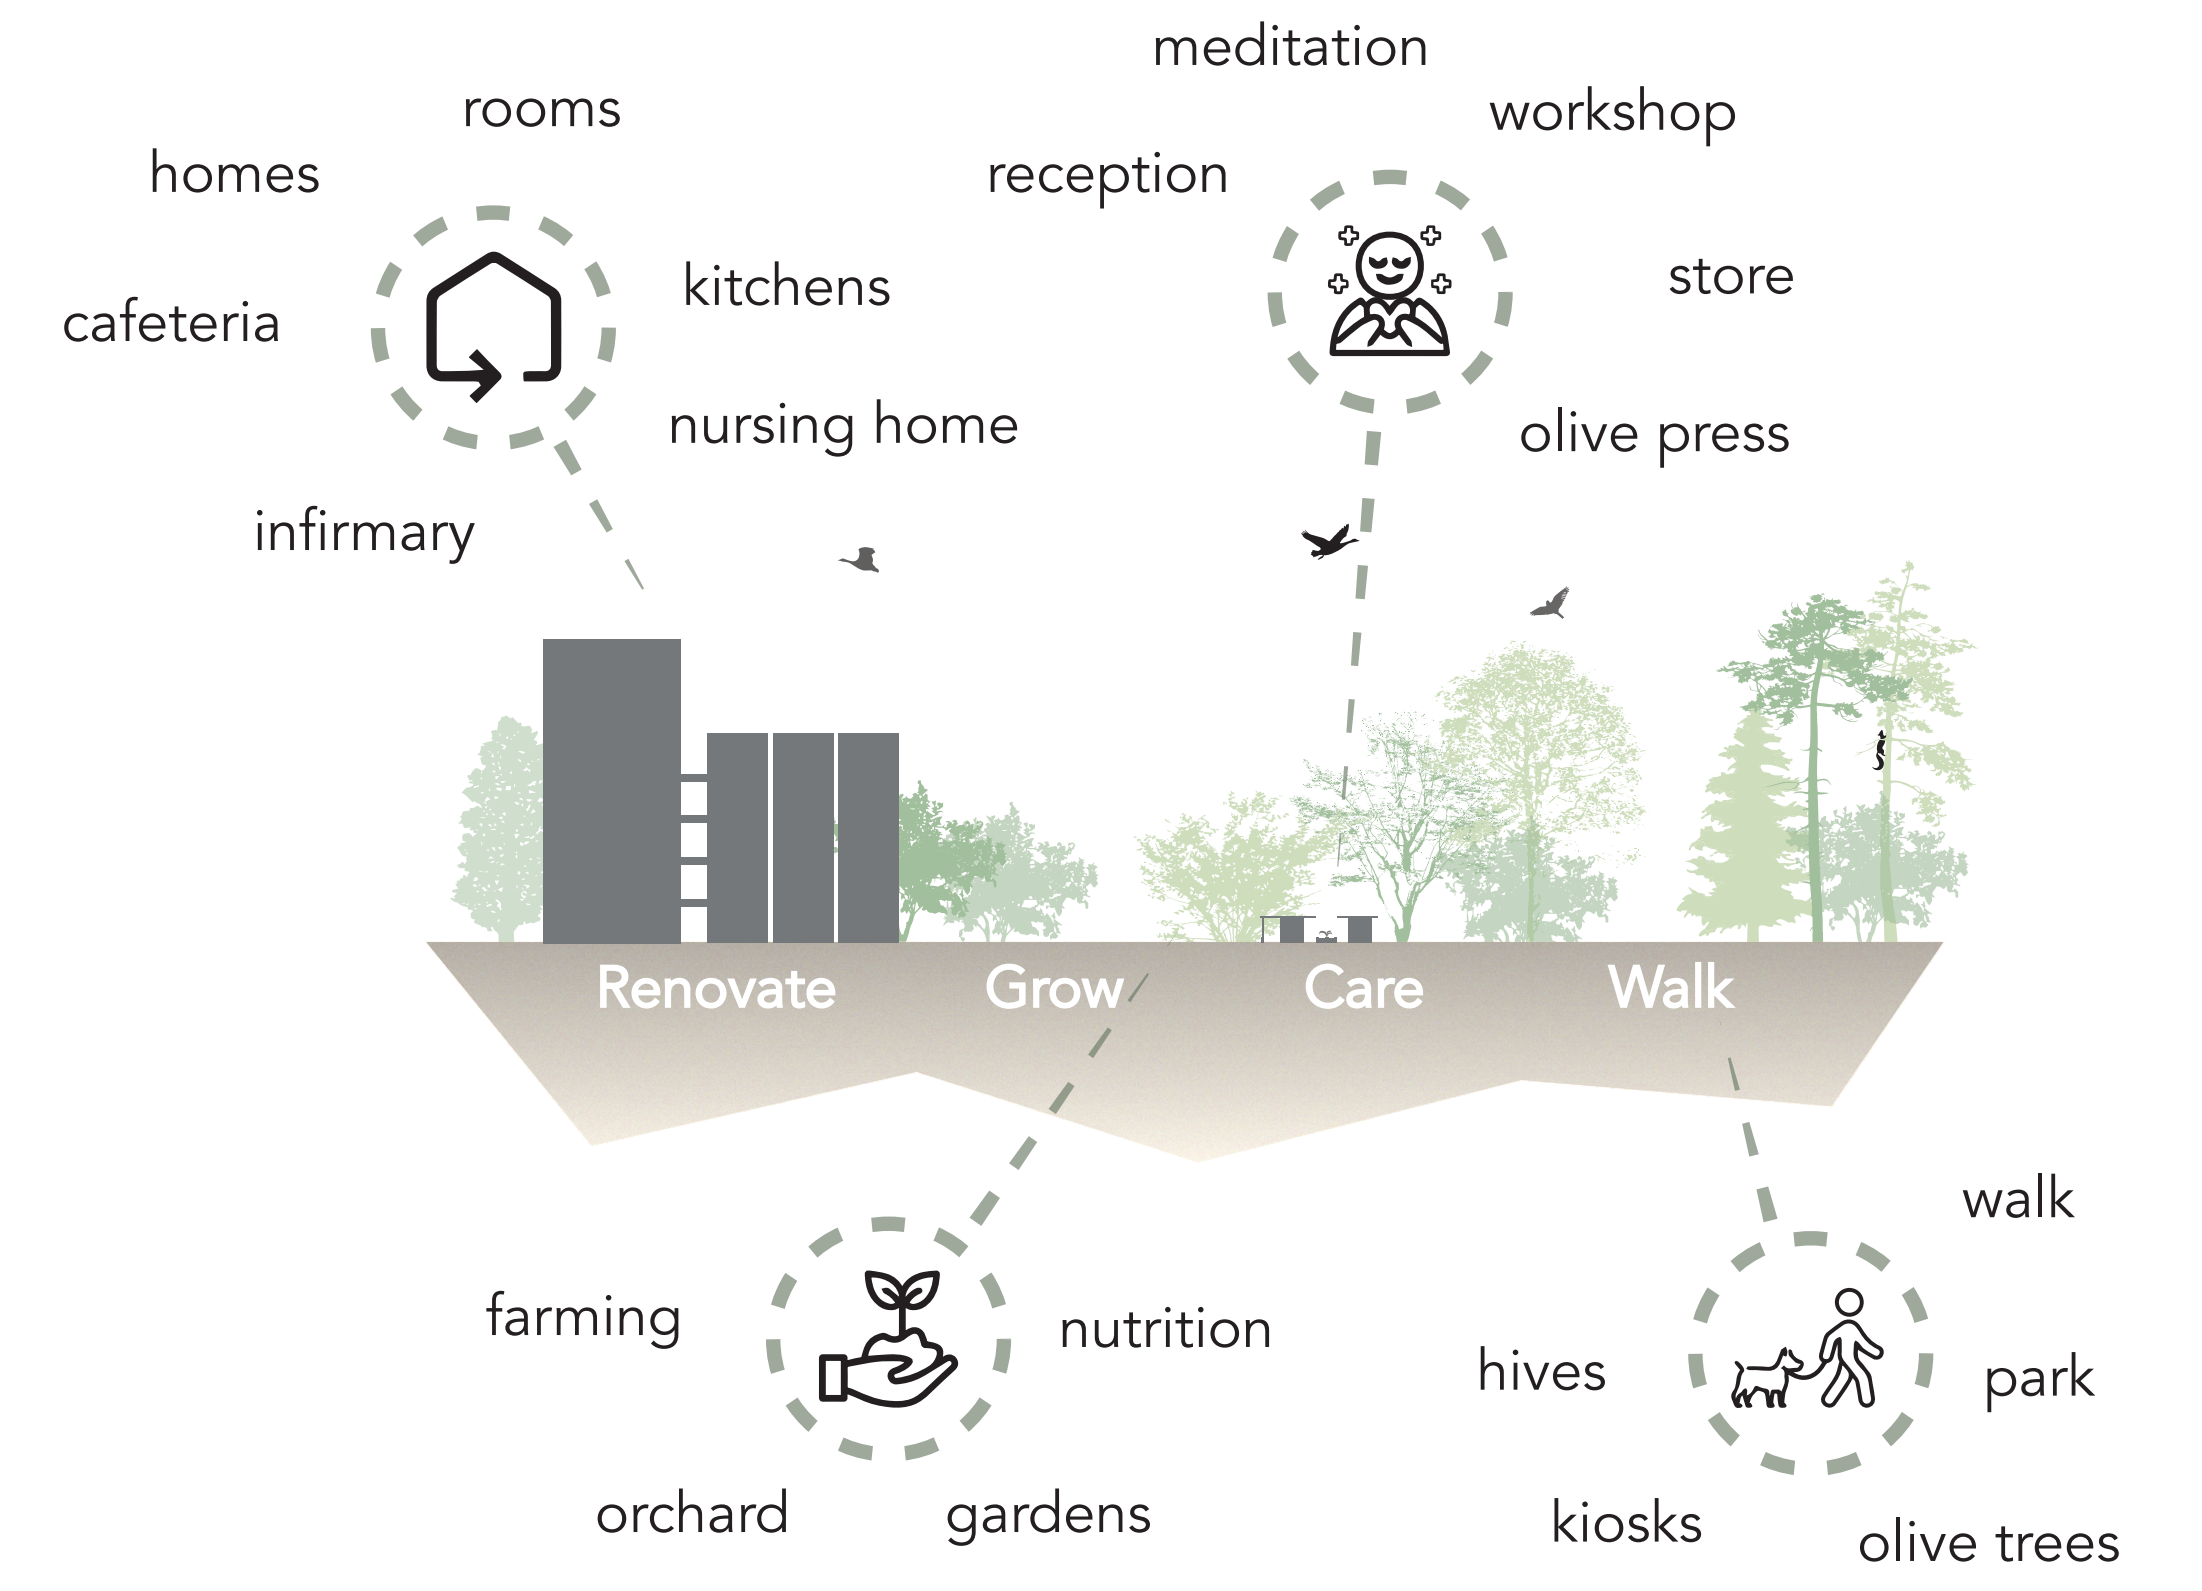 rooms
homes
cafeteria
kitchens
nursing home
infirmary
meditation
workshop
reception
store
olive press
Renovate
Grow
Care
Walk
farming
nutrition
orchard
gardens
walk
hives
park
kiosks
olive trees